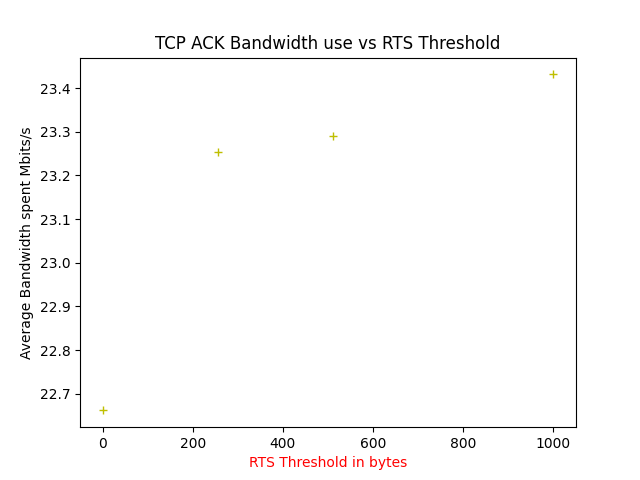 TCP ACK Bandwidth use vs RTS Threshold
Average Bandwidth spent Mbits/s
23.4
23.3
23.2
23.1
23.0
22.9
22.8
22.7
0 200 400 600 800 1000
RTS Threshold in bytes